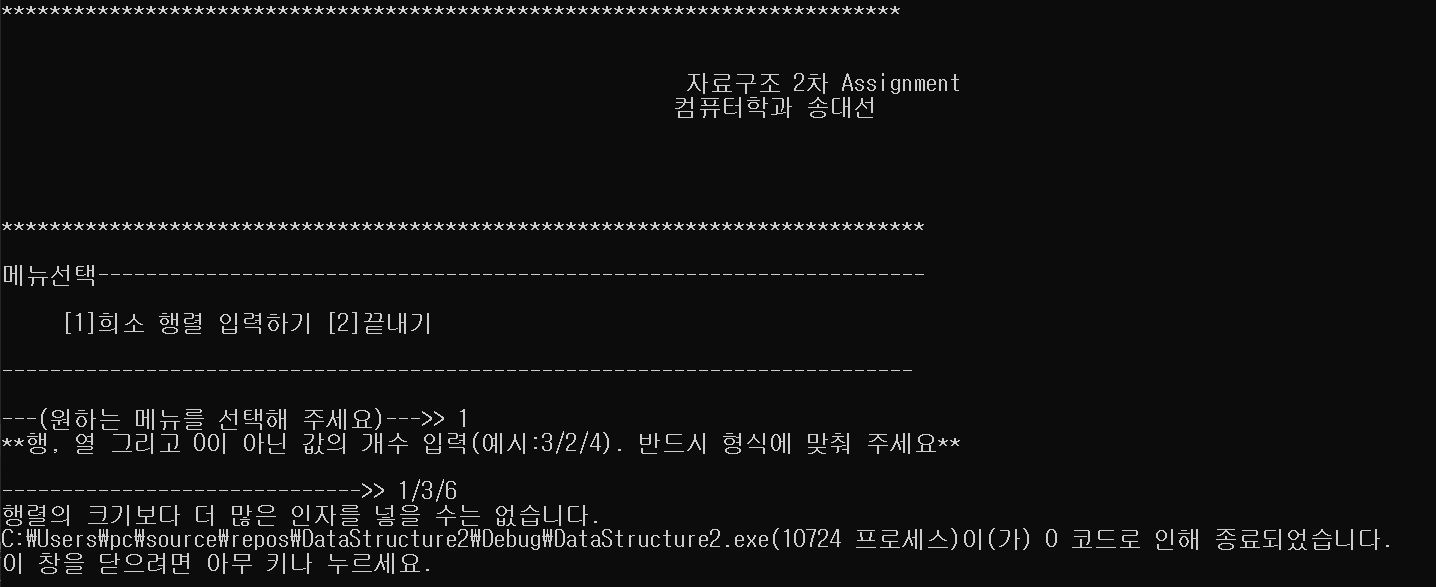 ***************************************************************************
자료구조 2차 Assignment
컴퓨터학과 송대선
*****************************************************************************
메뉴선택---------------------------------------------------------------------
[1]희소 행렬 입력하기 [2]끝내기
----------------------------------------------------------------------------
---(원하는 메뉴를 선택해 주세요)--->> 1
**행, 열 그리고 0이 아닌 값의 개수 입력(예시:3/2/4). 반드시 형식에 맞춰 주세요**
------------------------------>> 1/3/6
행렬의 크기보다 더 많은 인자를 넣을 수는 없습니다.
C:₩Users₩pc₩source₩repos₩DataStructure2₩Debug₩DataStructure2.exe(10724 프로세스)이(가) 0 코드로 인해 종료되었습니다.
이 창을 닫으려면 아무 키나 누르세요.